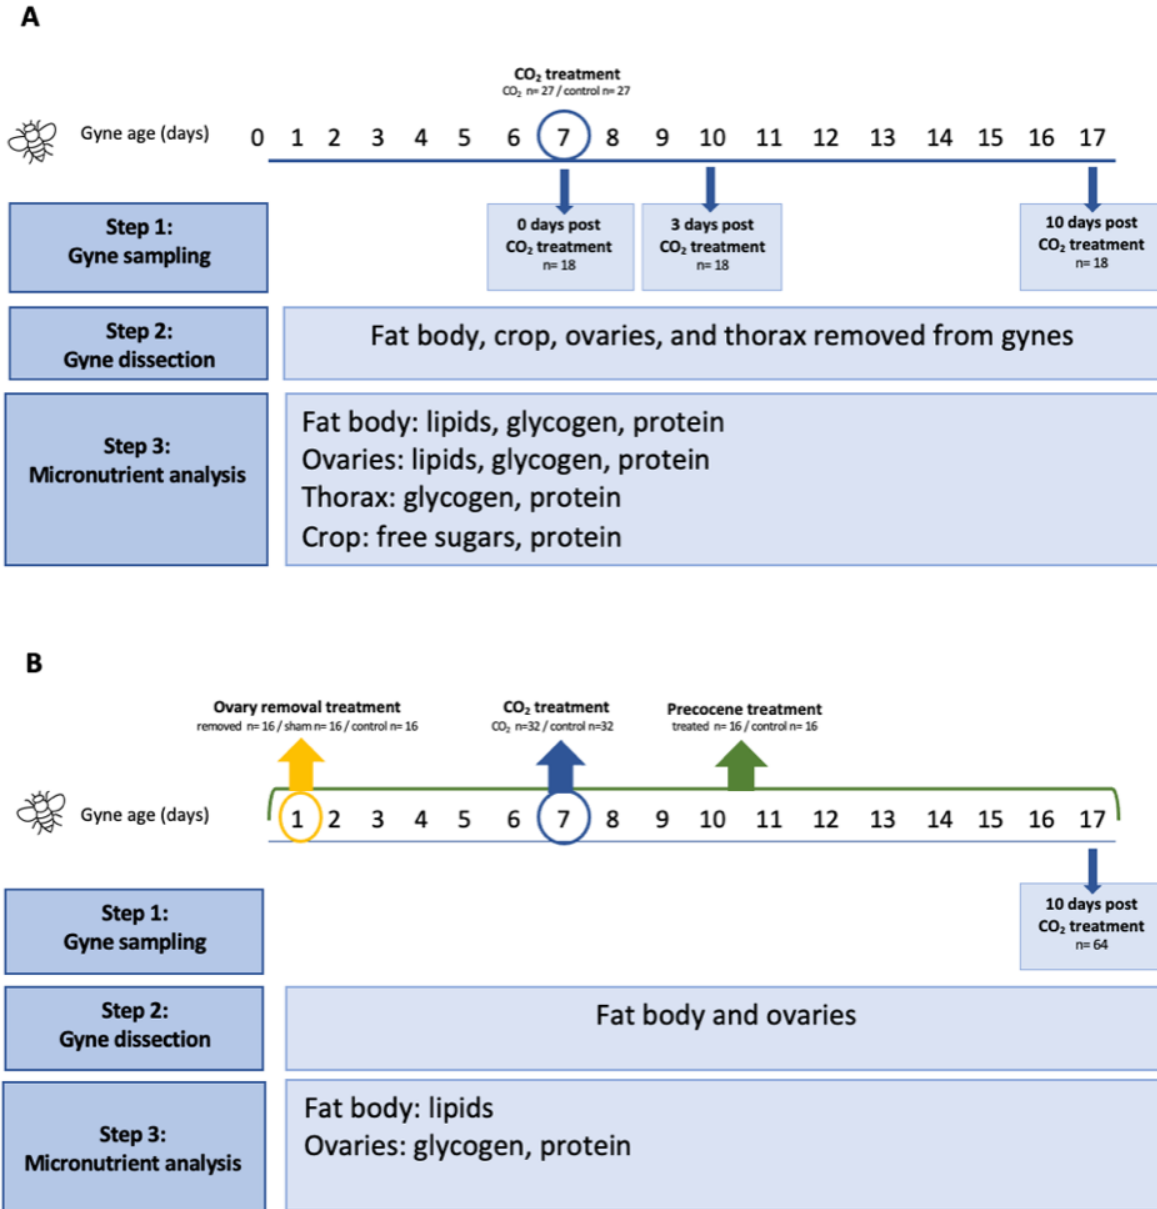 A
CO₂ treatment
CO₂ n= 27 / control n= 27
Gyne age (days) 0 1 2 3 4 5 6 7 8 9 10 11 12 13 14 15 16 17
Step 1:
Gyne sampling
0 days post
CO₂ treatment
n= 18
3 days post
CO₂ treatment
n= 18
10 days post
CO₂ treatment
n= 18
Step 2:
Gyne dissection
Fat body, crop, ovaries, and thorax removed from gynes
Step 3:
Micronutrient analysis
Fat body: lipids, glycogen, protein
Ovaries: lipids, glycogen, protein
Thorax: glycogen, protein
Crop: free sugars, protein
B
Ovary removal treatment
removed n= 16 / sham n= 16 / control n= 16
CO₂ treatment
CO₂ n=32 / control n=32
Precocene treatment
treated n= 16 / control n= 16
Gyne age (days) 1 2 3 4 5 6 7 8 9 10 11 12 13 14 15 16 17
Step 1:
Gyne sampling
10 days post
CO₂ treatment
n= 64
Step 2:
Gyne dissection
Fat body and ovaries
Step 3:
Micronutrient analysis
Fat body: lipids
Ovaries: glycogen, protein